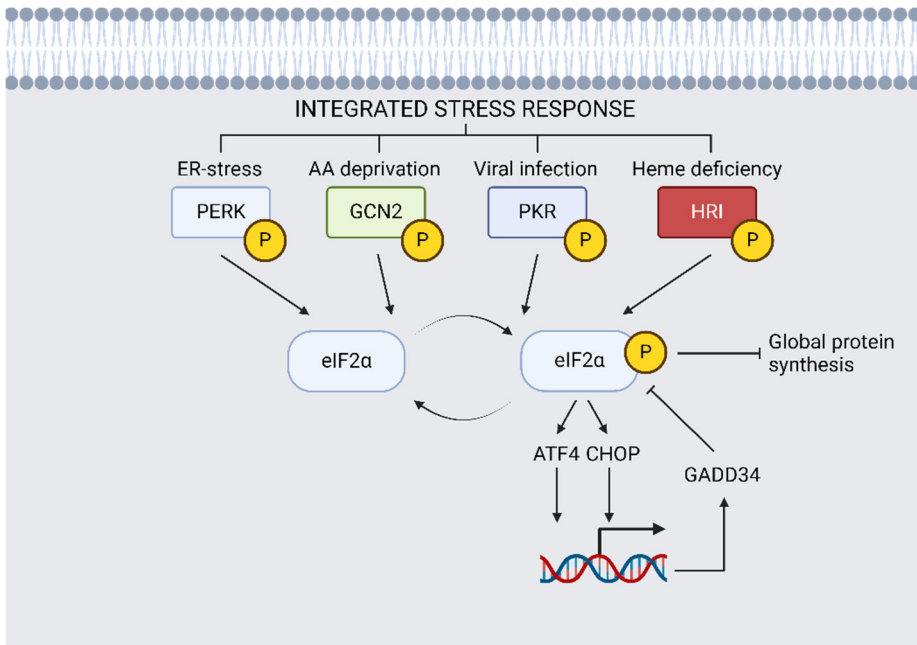 INTEGRATED STRESS RESPONSE
ER-stress
AA deprivation
Viral infection
Heme deficiency
PERK
P
GCN2
P
PKR
P
HRI
P
eIF2α
eIF2α
P
Global protein
synthesis
ATF4
CHOP
GADD34